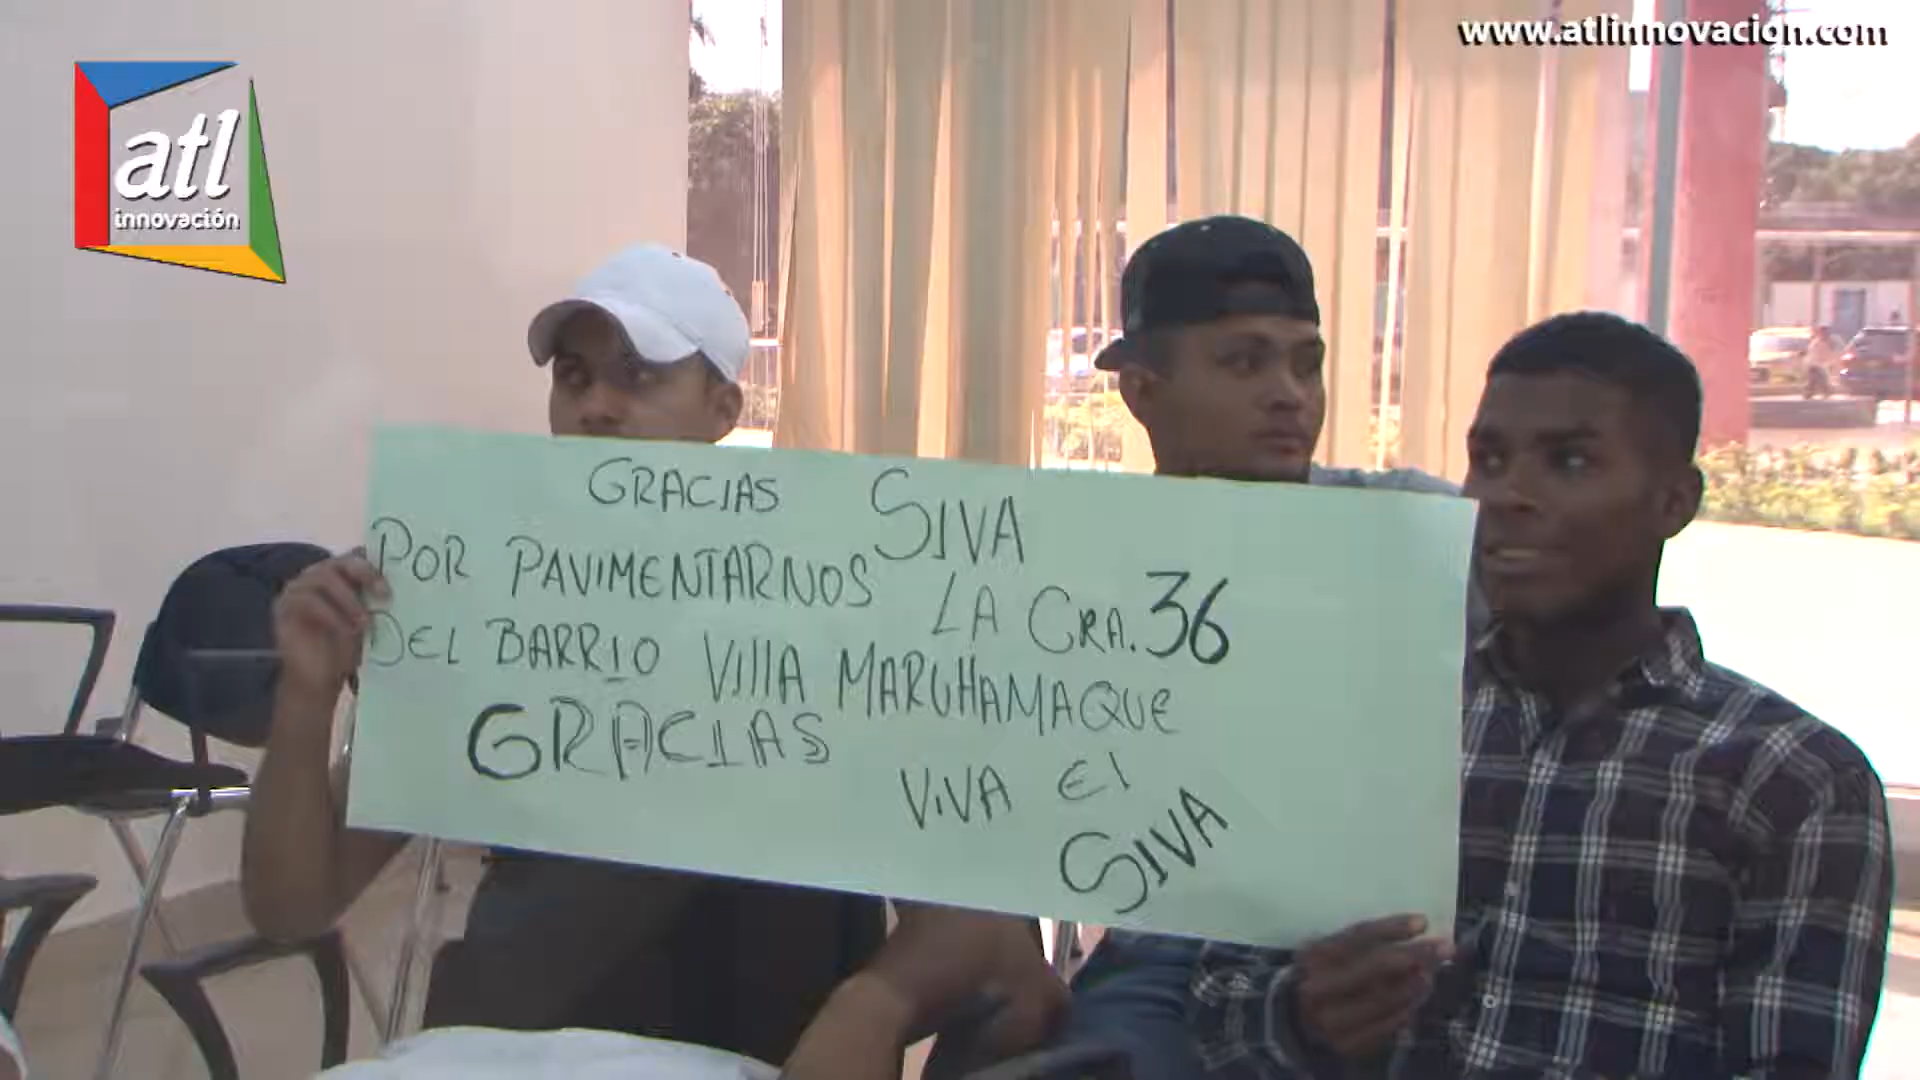 www.atlinnovacion.com
atl
innovación
GRACIAS SIVA
POR PAVIMENTARNOS LA CRA. 36
DEL BARRIO VIllA MARUHAMAQUE
GRACIAS VIVA El
SIVA